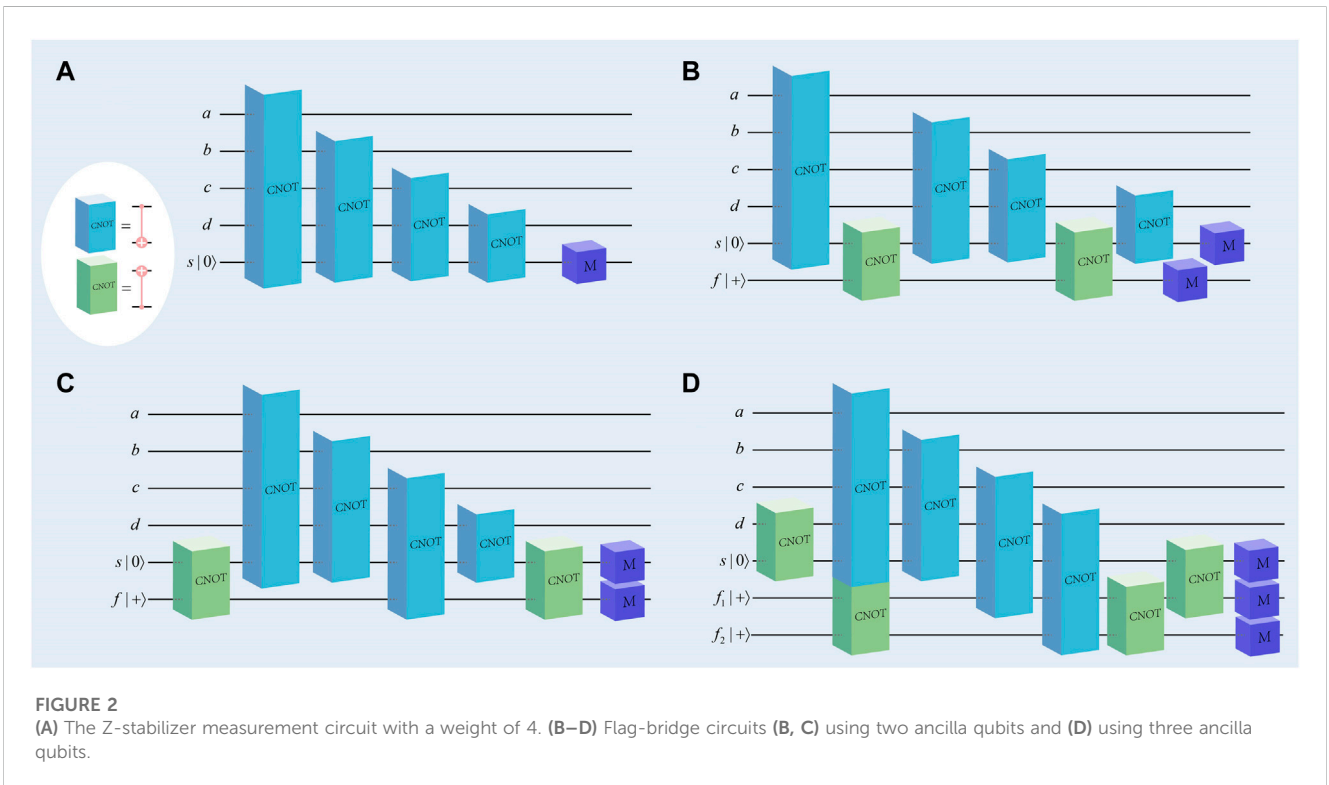 A
a
b
c
d
s|0⟩
CNOT
CNOT
CNOT
CNOT
M
CNOT =
CNOT =
B
a
b
c
d
s|0⟩
f|+⟩
CNOT
CNOT
CNOT
CNOT
CNOT
CNOT
M
M
C
a
b
c
d
s|0⟩
f|+⟩
CNOT
CNOT
CNOT
CNOT
CNOT
CNOT
M
M
D
a
b
c
d
s|0⟩
f₁|+⟩
f₂|+⟩
CNOT
CNOT
CNOT
CNOT
CNOT
CNOT
CNOT
CNOT
M
M
M
FIGURE 2
(A) The Z-stabilizer measurement circuit with a weight of 4. (B–D) Flag-bridge circuits (B, C) using two ancilla qubits and (D) using three ancilla
qubits.